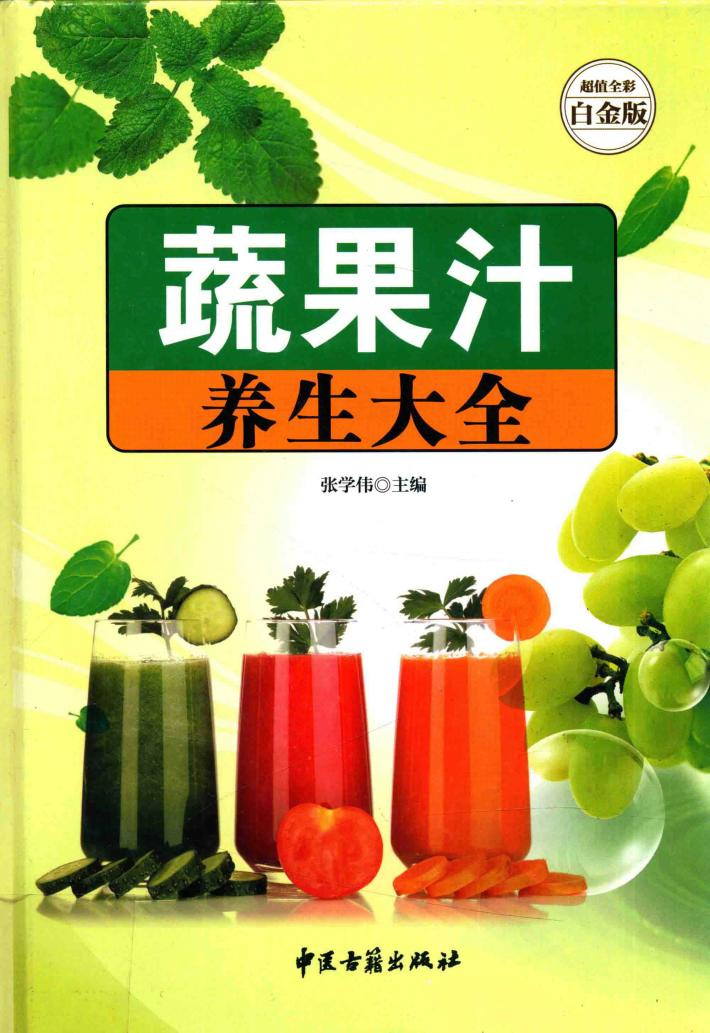 超值全彩
白金版
蔬果汁
养生大全
张学伟◎主编
中医古籍出版社